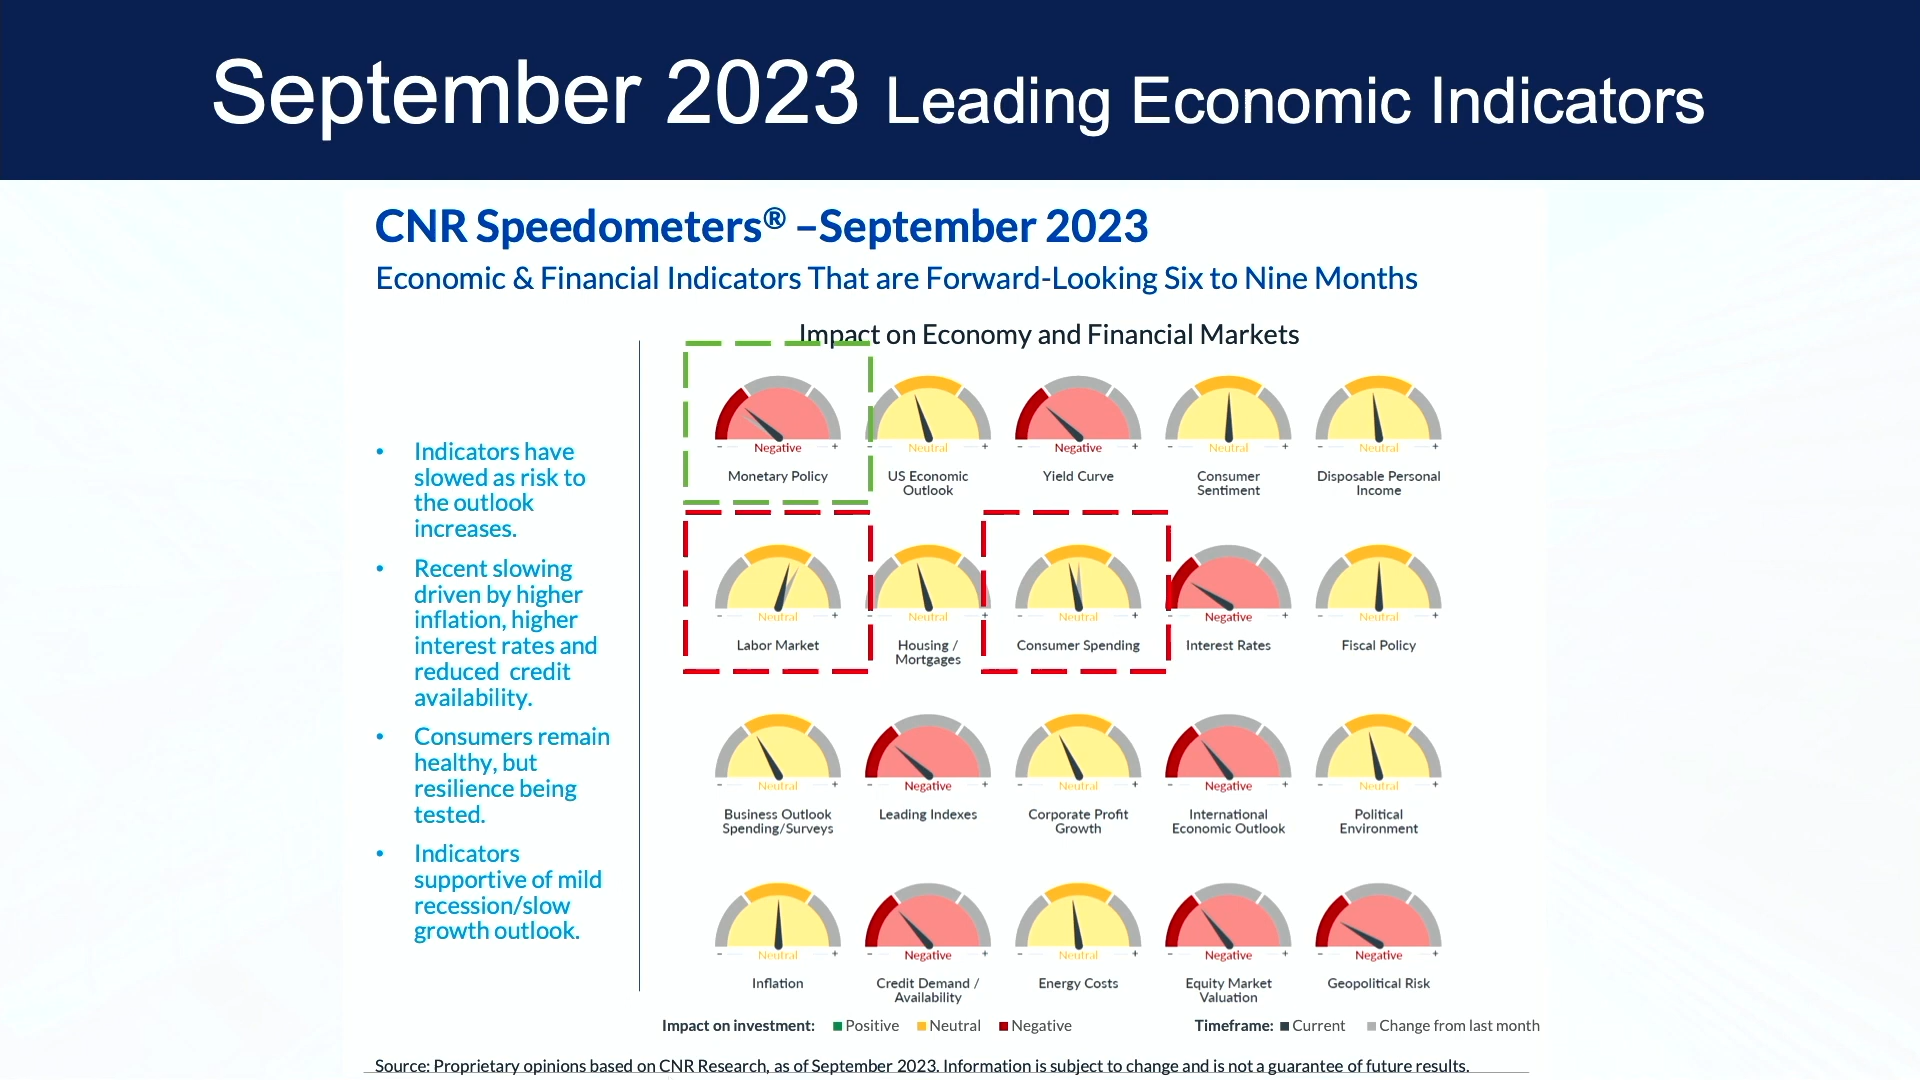 September 2023 Leading Economic Indicators
CNR Speedometers® –September 2023
Economic & Financial Indicators That are Forward-Looking Six to Nine Months
• Indicators have
slowed as risk to
the outlook
increases.
• Recent slowing
driven by higher
inflation, higher
interest rates and
reduced credit
availability.
• Consumers remain
healthy, but
resilience being
tested.
• Indicators
supportive of mild
recession/slow
growth outlook.
Impact on Economy and Financial Markets
- Negative +
Monetary Policy
- Neutral +
US Economic
Outlook
- Negative +
Yield Curve
- Neutral +
Consumer
Sentiment
- Neutral +
Disposable Personal
Income
- Neutral +
Labor Market
- Neutral +
Housing /
Mortgages
- Neutral +
Consumer Spending
- Negative +
Interest Rates
- Neutral +
Fiscal Policy
- Neutral +
Business Outlook
Spending/Surveys
- Negative +
Leading Indexes
- Neutral +
Corporate Profit
Growth
- Negative +
International
Economic Outlook
- Neutral +
Political
Environment
- Neutral +
Inflation
- Negative +
Credit Demand /
Availability
- Neutral +
Energy Costs
- Negative +
Equity Market
Valuation
- Negative +
Geopolitical Risk
Impact on investment: Positive Neutral Negative
Timeframe: Current Change from last month
Source: Proprietary opinions based on CNR Research, as of September 2023. Information is subject to change and is not a guarantee of future results.